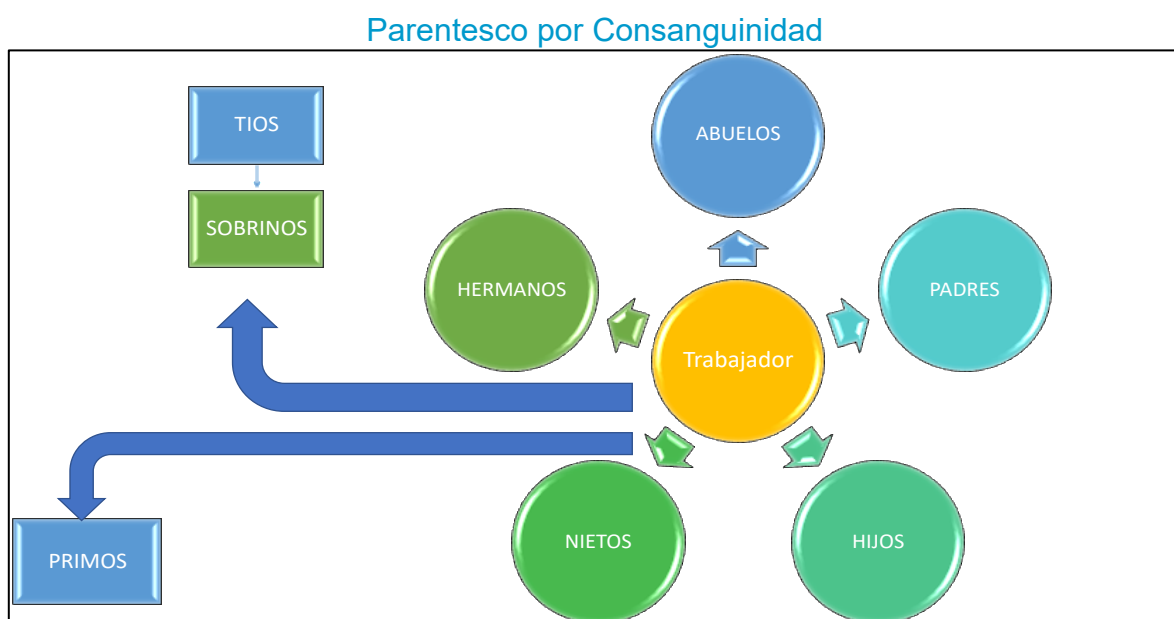 Parentesco por Consanguinidad
TIOS
ABUELOS
SOBRINOS
HERMANOS
PADRES
Trabajador
PRIMOS
NIETOS
HIJOS